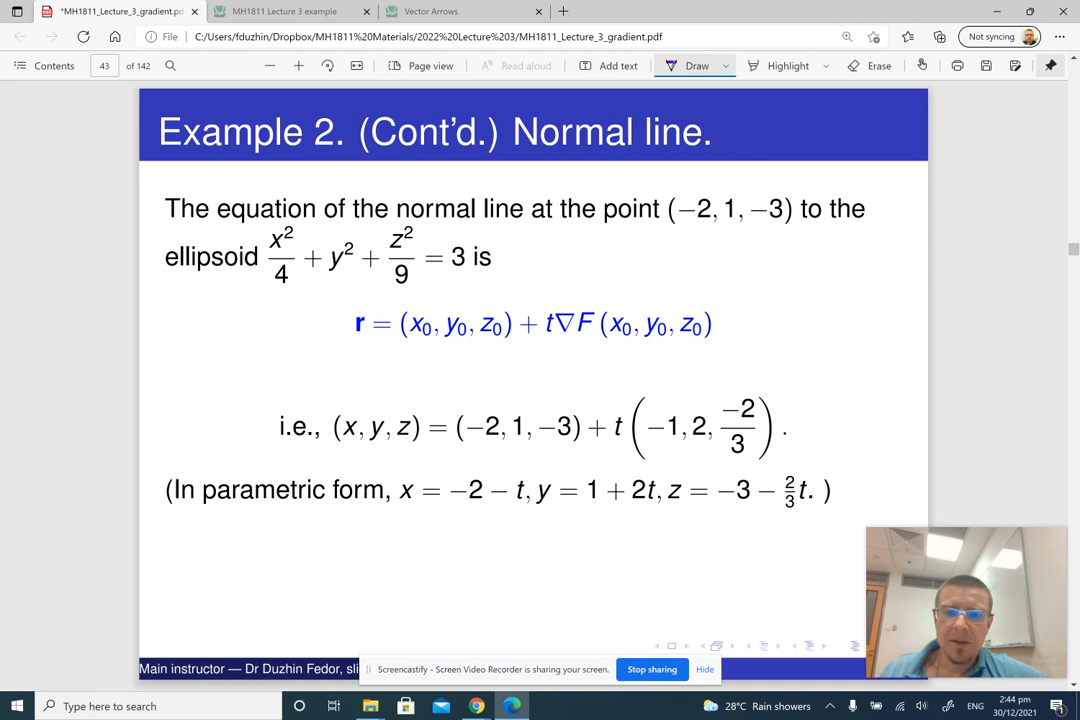 *MH1811_Lecture_3_gradient.pdf
MH1811 Lecture 3 example
Vector Arrows
File
C:/Users/fduzhin/Dropbox/MH1811%20Materials/2022%20Lecture%203/MH1811_Lecture_3_gradient.pdf
Not syncing
Contents
43 of 142
Page view
Read aloud
Add text
Draw
Highlight
Erase
Example 2. (Cont'd.) Normal line.
The equation of the normal line at the point (−2, 1, −3) to the
ellipsoid x²/4 + y² + z²/9 = 3 is
r = (x₀, y₀, z₀) + t∇F (x₀, y₀, z₀)
i.e., (x, y, z) = (−2, 1, −3) + t(−1, 2, −2/3).
(In parametric form, x = −2 − t, y = 1 + 2t, z = −3 − 2/3 t. )
Main instructor — Dr Duzhin Fedor, sli
Screencastify - Screen Video Recorder is sharing your screen.
Stop sharing
Hide
Type here to search
28°C Rain showers
ENG
2:44 pm
30/12/2021
1